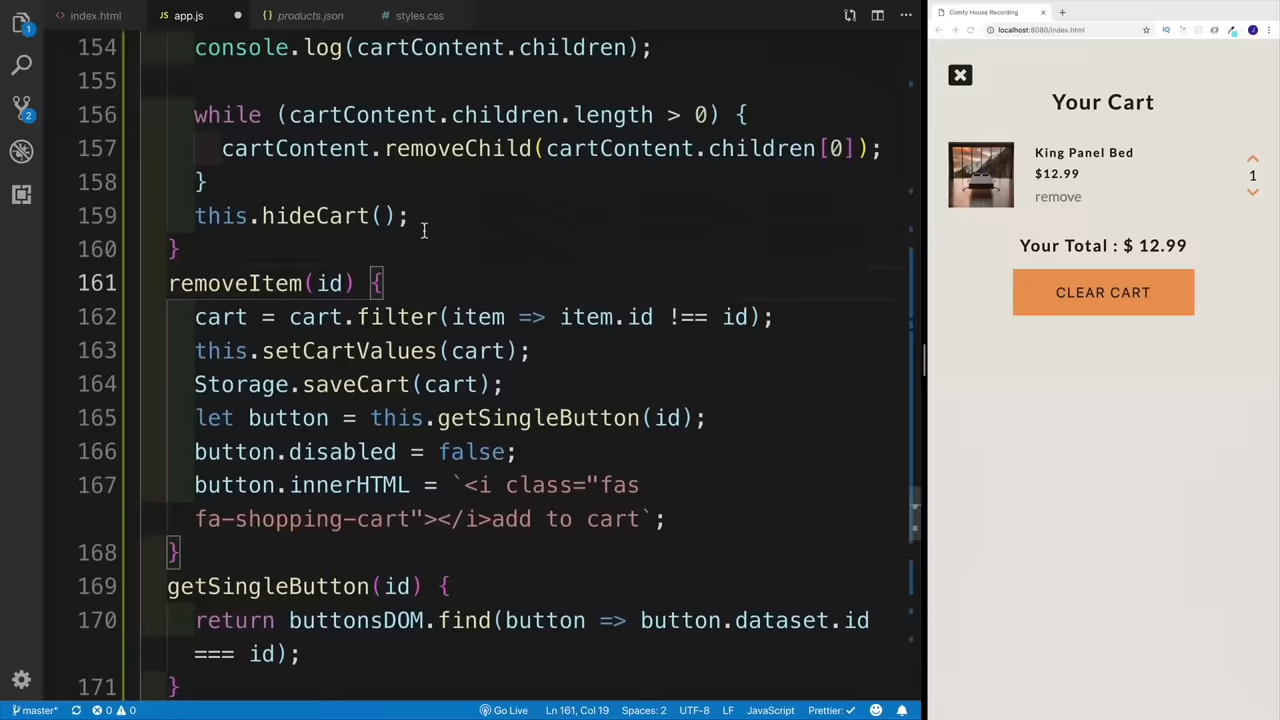 index.html
app.js
products.json
styles.css
154 console.log(cartContent.children);
155
156 while (cartContent.children.length > 0) {
157 cartContent.removeChild(cartContent.children[0]);
158 }
159 this.hideCart();
160 }
161 removeItem(id) {
162 cart = cart.filter(item => item.id !== id);
163 this.setCartValues(cart);
164 Storage.saveCart(cart);
165 let button = this.getSingleButton(id);
166 button.disabled = false;
167 button.innerHTML = `<i class="fas
fa-shopping-cart"></i>add to cart`;
168 }
169 getSingleButton(id) {
170 return buttonsDOM.find(button => button.dataset.id
=== id);
171 }
1
2
master* 0 0 Go Live Ln 161, Col 19 Spaces: 2 UTF-8 LF JavaScript Prettier: ✓
Comfy House Recording
localhost:8080/index.html
IQ
J
Your Cart
King Panel Bed
$12.99
remove
1
Your Total : $ 12.99
CLEAR CART